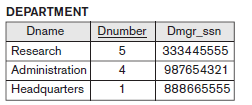 DEPARTMENT
Dname Dnumber Dmgr_ssn
Research 5 333445555
Administration 4 987654321
Headquarters 1 888665555